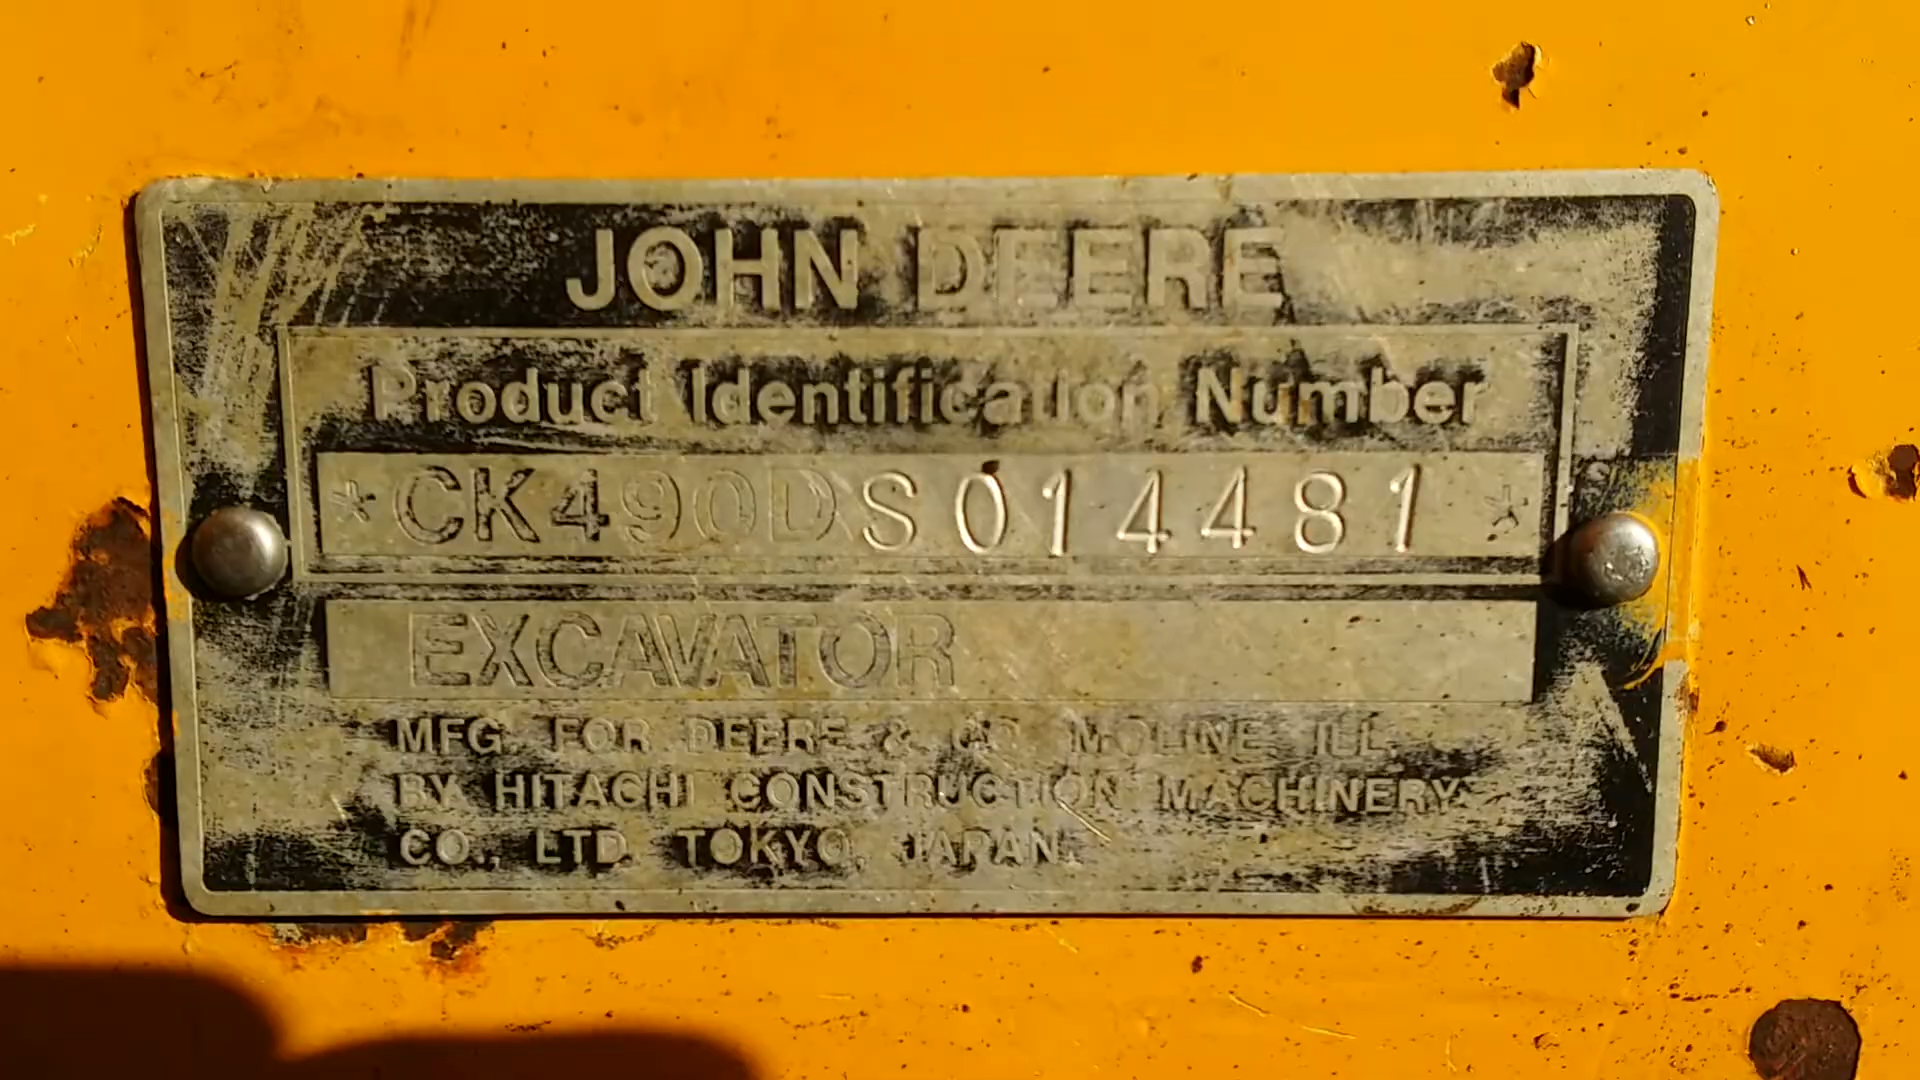 JOHN DEERE
Product Identification Number
*CK490DS014481*
EXCAVATOR
MFG. FOR DEERE & CO. MOLINE, ILL.
BY HITACHI CONSTRUCTION MACHINERY
CO., LTD. TOKYO, JAPAN.